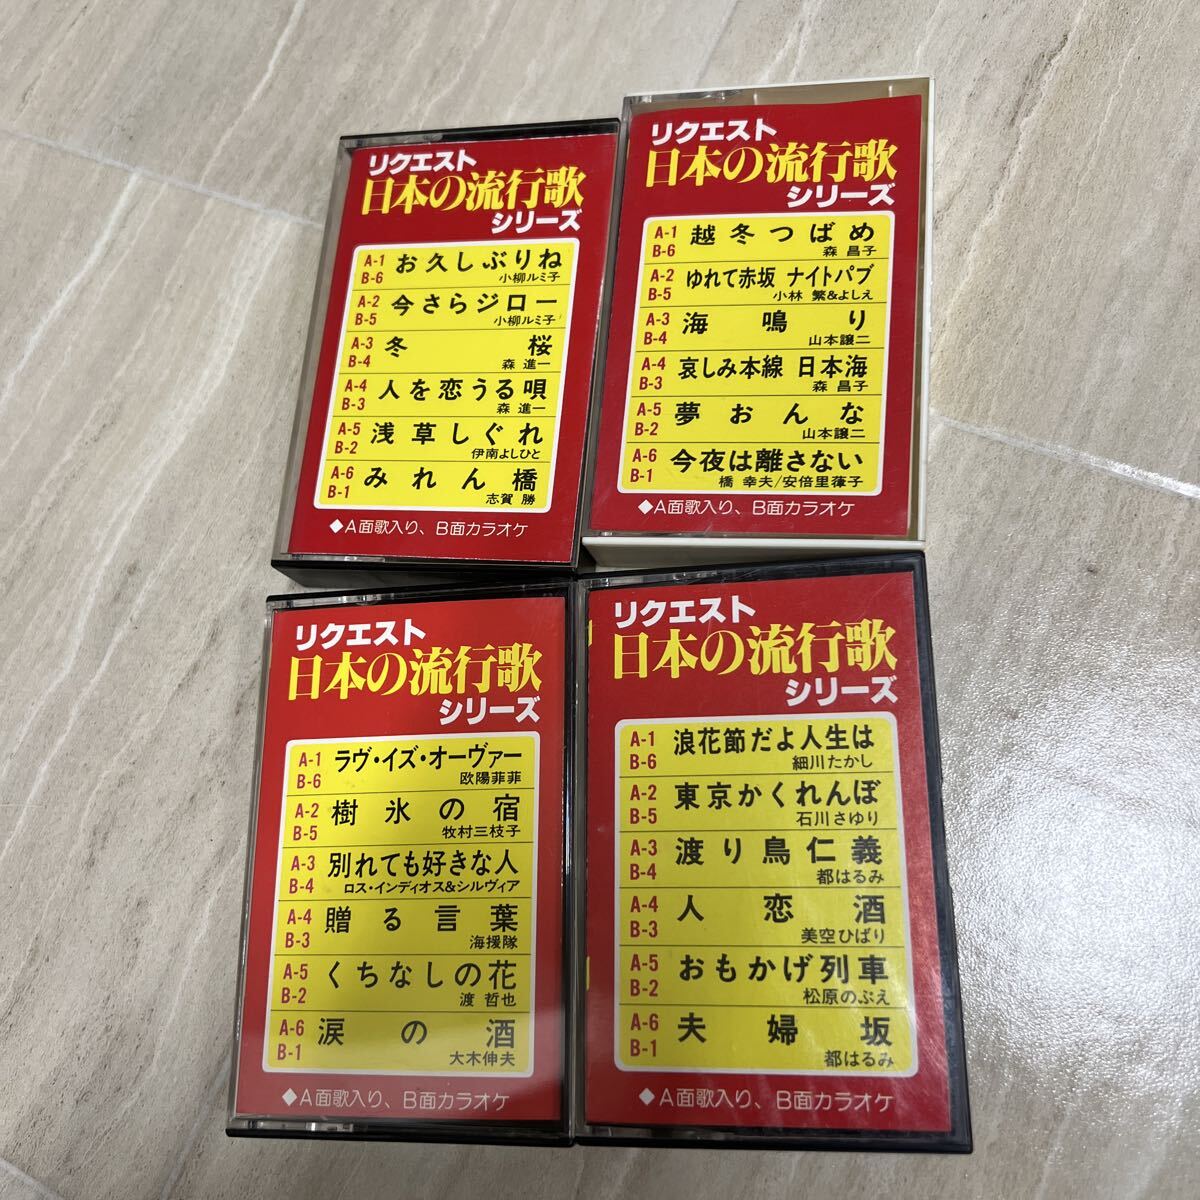 リクエスト
日本の流行歌
シリーズ
A-1 お久しぶりね
B-6 小柳ルミ子
A-2 今さらジロー
B-5 小柳ルミ子
A-3 冬桜
B-4 森 進一
A-4 人を恋うる唄
B-3 森 進一
A-5 浅草しぐれ
B-2 伊南よしひと
A-6 みれん橋
B-1 志賀 勝
◆A面歌入り、B面カラオケ
リクエスト
日本の流行歌
シリーズ
A-1 越冬つばめ
B-6 森 昌子
A-2 ゆれて赤坂 ナイトパブ
B-5 小林 繁&よしえ
A-3 海鳴り
B-4 山本譲二
A-4 哀しみ本線 日本海
B-3 森 昌子
A-5 夢おんな
B-2 山本譲二
A-6 今夜は離さない
B-1 橋 幸夫/安倍里葎子
◆A面歌入り、B面カラオケ
リクエスト
日本の流行歌
シリーズ
A-1 ラヴ・イズ・オーヴァー
B-6 欧陽菲菲
A-2 樹氷の宿
B-5 牧村三枝子
A-3 別れても好きな人
B-4 ロス・インディオス&シルヴィア
A-4 贈る言葉
B-3 海援隊
A-5 くちなしの花
B-2 渡 哲也
A-6 涙の酒
B-1 大木伸夫
◆A面歌入り、B面カラオケ
リクエスト
日本の流行歌
シリーズ
A-1 浪花節だよ人生は
B-6 細川たかし
A-2 東京かくれんぼ
B-5 石川さゆり
A-3 渡り鳥仁義
B-4 都はるみ
A-4 人恋酒
B-3 美空ひばり
A-5 おもかげ列車
B-2 松原のぶえ
A-6 夫婦坂
B-1 都はるみ
◆A面歌入り、B面カラオケ